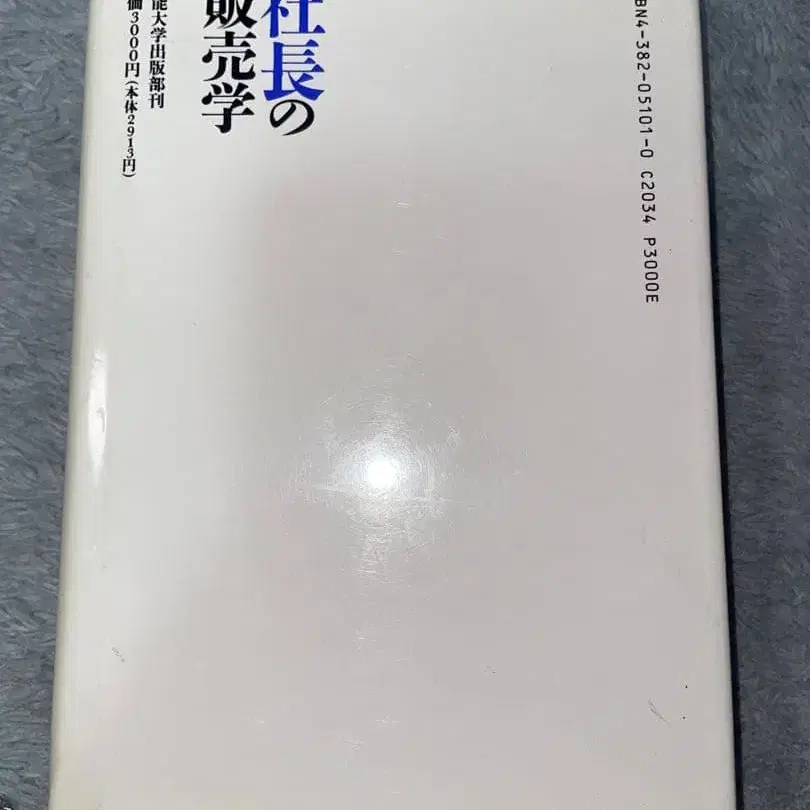 社長の
販売学
能大学出版部刊
価3000円(本体2913円)
BN4-382-05101-0 C2034 P3000E